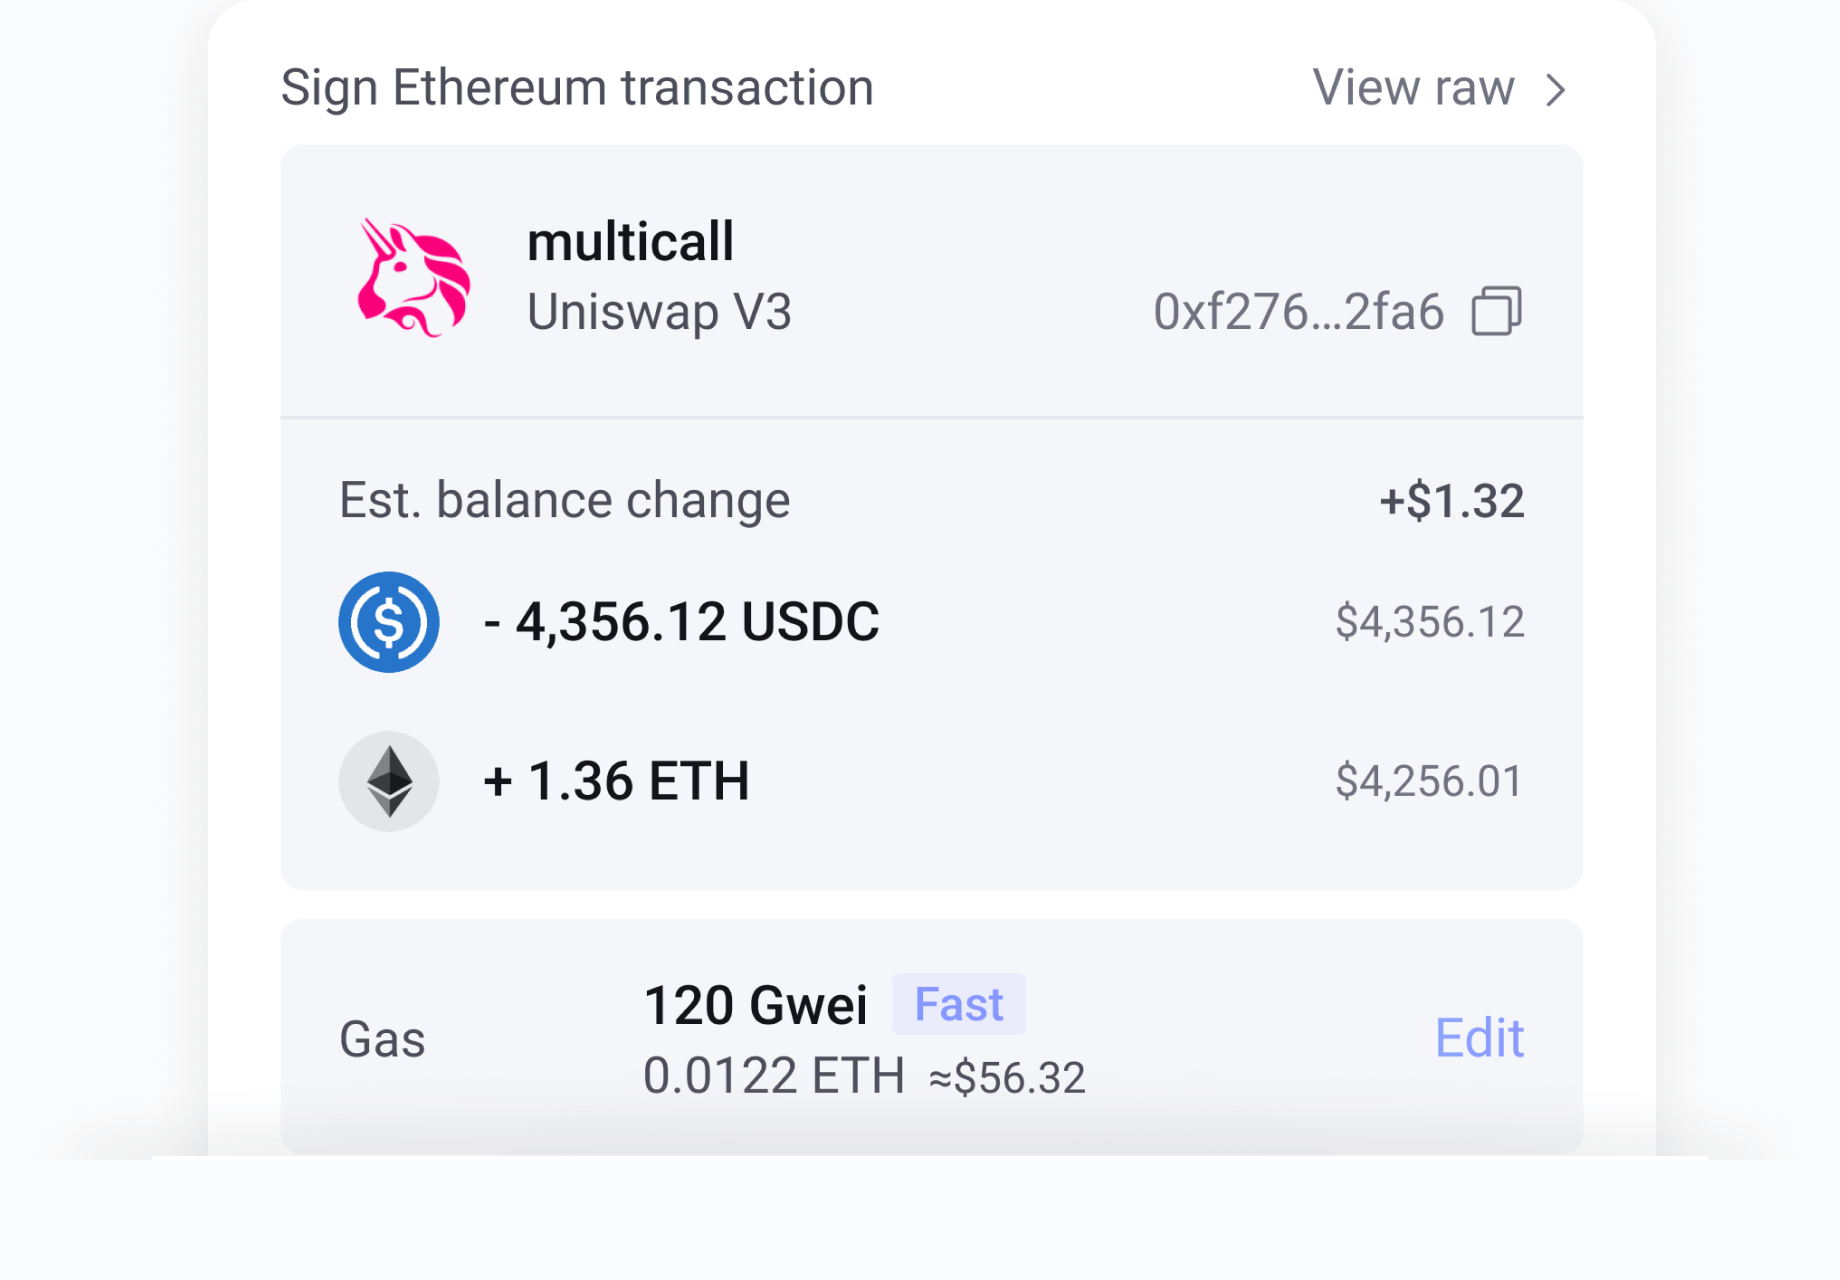 Sign Ethereum transaction View raw
multicall
Uniswap V3 0xf276...2fa6
Est. balance change +$1.32
- 4,356.12 USDC $4,356.12
+ 1.36 ETH $4,256.01
120 Gwei Fast
Gas Edit
0.0122 ETH ≈$56.32